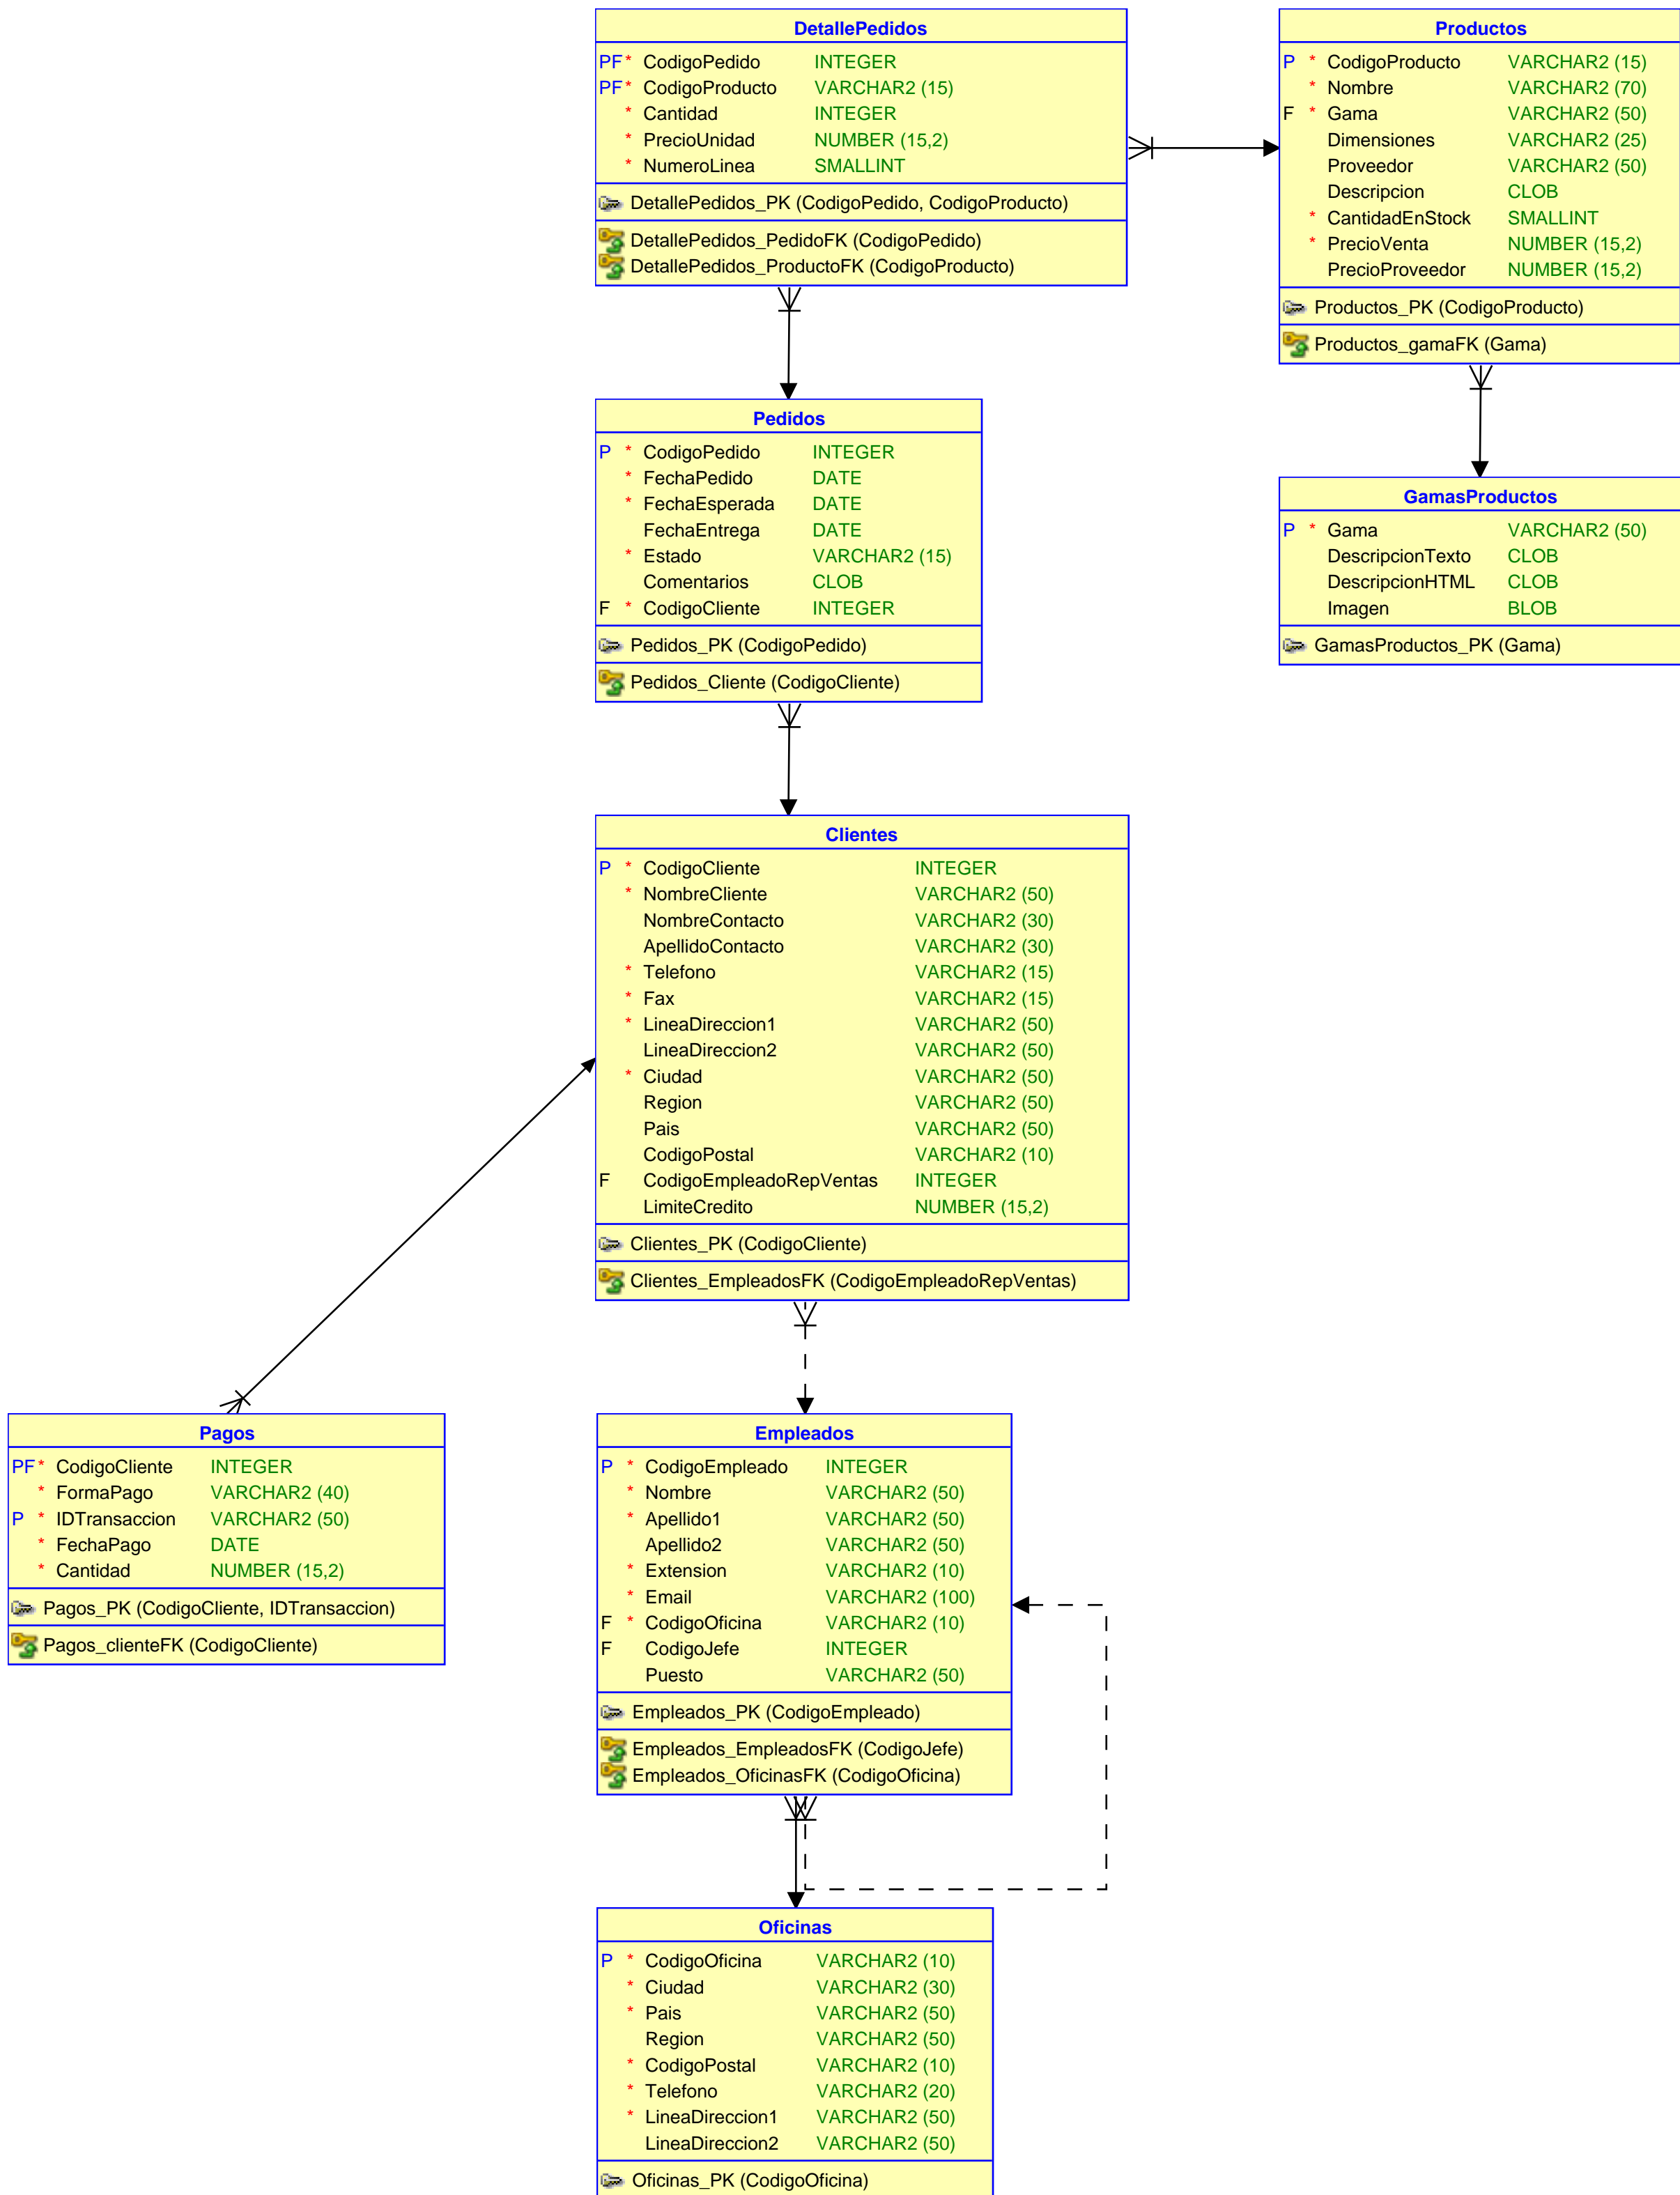 DetallePedidos
PF * CodigoPedido INTEGER
PF * CodigoProducto VARCHAR2 (15)
* Cantidad INTEGER
* PrecioUnidad NUMBER (15,2)
* NumeroLinea SMALLINT
DetallePedidos_PK (CodigoPedido, CodigoProducto)
DetallePedidos_PedidoFK (CodigoPedido)
DetallePedidos_ProductoFK (CodigoProducto)
Productos
P * CodigoProducto VARCHAR2 (15)
* Nombre VARCHAR2 (70)
F * Gama VARCHAR2 (50)
Dimensiones VARCHAR2 (25)
Proveedor VARCHAR2 (50)
Descripcion CLOB
* CantidadEnStock SMALLINT
* PrecioVenta NUMBER (15,2)
PrecioProveedor NUMBER (15,2)
Productos_PK (CodigoProducto)
Productos_gamaFK (Gama)
Pedidos
P * CodigoPedido INTEGER
* FechaPedido DATE
* FechaEsperada DATE
FechaEntrega DATE
* Estado VARCHAR2 (15)
Comentarios CLOB
F * CodigoCliente INTEGER
Pedidos_PK (CodigoPedido)
Pedidos_Cliente (CodigoCliente)
GamasProductos
P * Gama VARCHAR2 (50)
DescripcionTexto CLOB
DescripcionHTML CLOB
Imagen BLOB
GamasProductos_PK (Gama)
Clientes
P * CodigoCliente INTEGER
* NombreCliente VARCHAR2 (50)
NombreContacto VARCHAR2 (30)
ApellidoContacto VARCHAR2 (30)
* Telefono VARCHAR2 (15)
* Fax VARCHAR2 (15)
* LineaDireccion1 VARCHAR2 (50)
LineaDireccion2 VARCHAR2 (50)
* Ciudad VARCHAR2 (50)
Region VARCHAR2 (50)
Pais VARCHAR2 (50)
CodigoPostal VARCHAR2 (10)
F CodigoEmpleadoRepVentas INTEGER
LimiteCredito NUMBER (15,2)
Clientes_PK (CodigoCliente)
Clientes_EmpleadosFK (CodigoEmpleadoRepVentas)
Pagos
PF * CodigoCliente INTEGER
* FormaPago VARCHAR2 (40)
P * IDTransaccion VARCHAR2 (50)
* FechaPago DATE
* Cantidad NUMBER (15,2)
Pagos_PK (CodigoCliente, IDTransaccion)
Pagos_clienteFK (CodigoCliente)
Empleados
P * CodigoEmpleado INTEGER
* Nombre VARCHAR2 (50)
* Apellido1 VARCHAR2 (50)
Apellido2 VARCHAR2 (50)
* Extension VARCHAR2 (10)
* Email VARCHAR2 (100)
F * CodigoOficina VARCHAR2 (10)
F CodigoJefe INTEGER
Puesto VARCHAR2 (50)
Empleados_PK (CodigoEmpleado)
Empleados_EmpleadosFK (CodigoJefe)
Empleados_OficinasFK (CodigoOficina)
Oficinas
P * CodigoOficina VARCHAR2 (10)
* Ciudad VARCHAR2 (30)
* Pais VARCHAR2 (50)
Region VARCHAR2 (50)
* CodigoPostal VARCHAR2 (10)
* Telefono VARCHAR2 (20)
* LineaDireccion1 VARCHAR2 (50)
LineaDireccion2 VARCHAR2 (50)
Oficinas_PK (CodigoOficina)